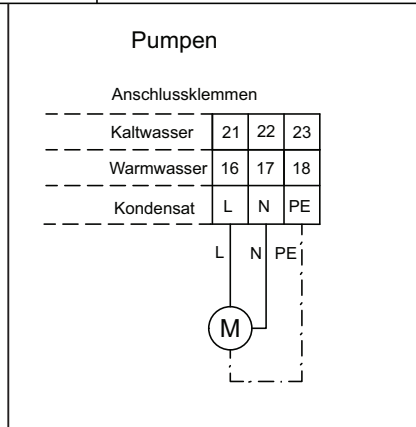 Pumpen
Anschlussklemmen
Kaltwasser 21 22 23
Warmwasser 16 17 18
Kondensat L N PE
L N PE
M